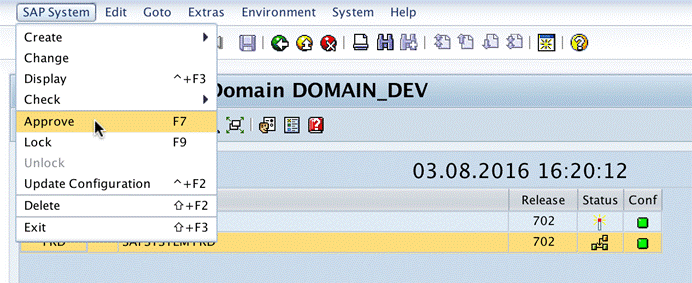 SAP System Edit Goto Extras Environment System Help
Create
Change
Display ^+F3
Check
Domain DOMAIN_DEV
Approve F7
Lock F9
Unlock
03.08.2016 16:20:12
Update Configuration ^+F2
Release Status Conf
Delete ⇧+F2
702
Exit ⇧+F3
702